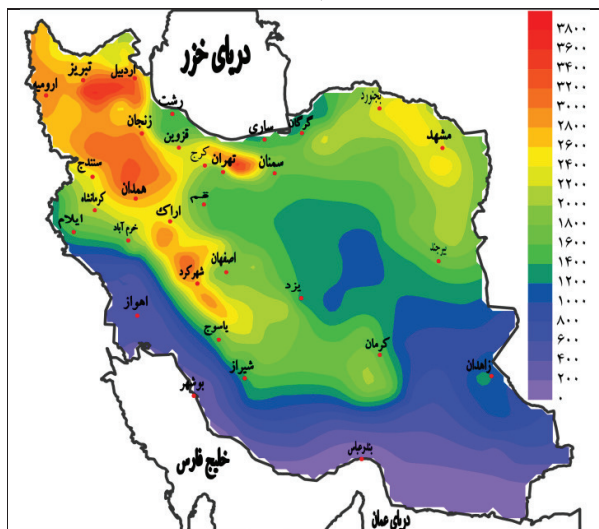 دریای خزر
اردبیل
تبریز
ارومیه
رشت
زنجان
قزوین
ساری
گرگان
بجنورد
مشهد
کرج
تهران
سمنان
سنندج
همدان
کرمانشاه
اراک
قم
ایلام
خرم آباد
اصفهان
شهرکرد
بیرجند
یزد
اهواز
یاسوج
کرمان
شیراز
زاهدان
بوشهر
بندرعباس
خلیج فارس
دریای عمان
۳۸۰۰
۳۶۰۰
۳۴۰۰
۳۲۰۰
۳۰۰۰
۲۸۰۰
۲۶۰۰
۲۴۰۰
۲۲۰۰
۲۰۰۰
۱۸۰۰
۱۶۰۰
۱۴۰۰
۱۲۰۰
۱۰۰۰
۸۰۰
۶۰۰
۴۰۰
۲۰۰
۰